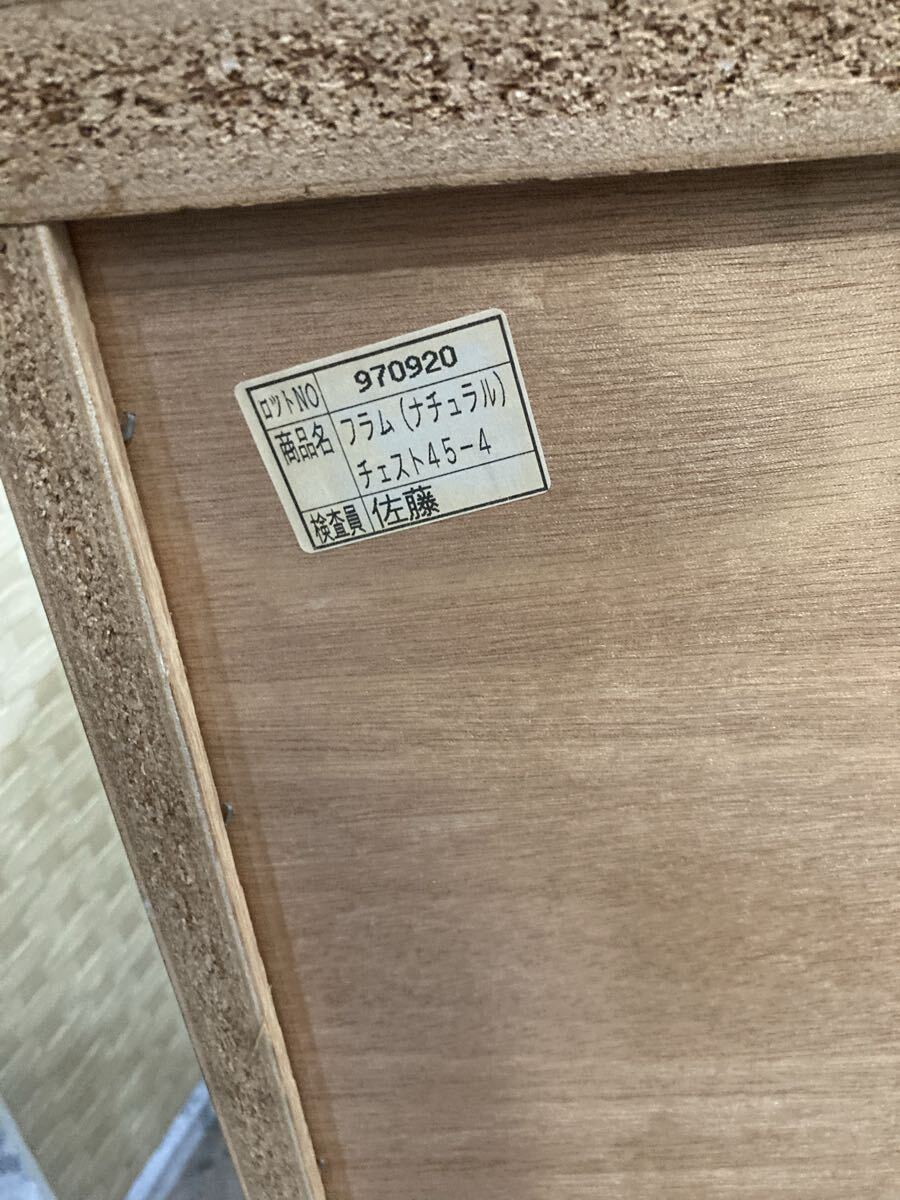 ロットNO 970920
商品名 フラム(ナチュラル)
チェスト45-4
検査員 佐藤